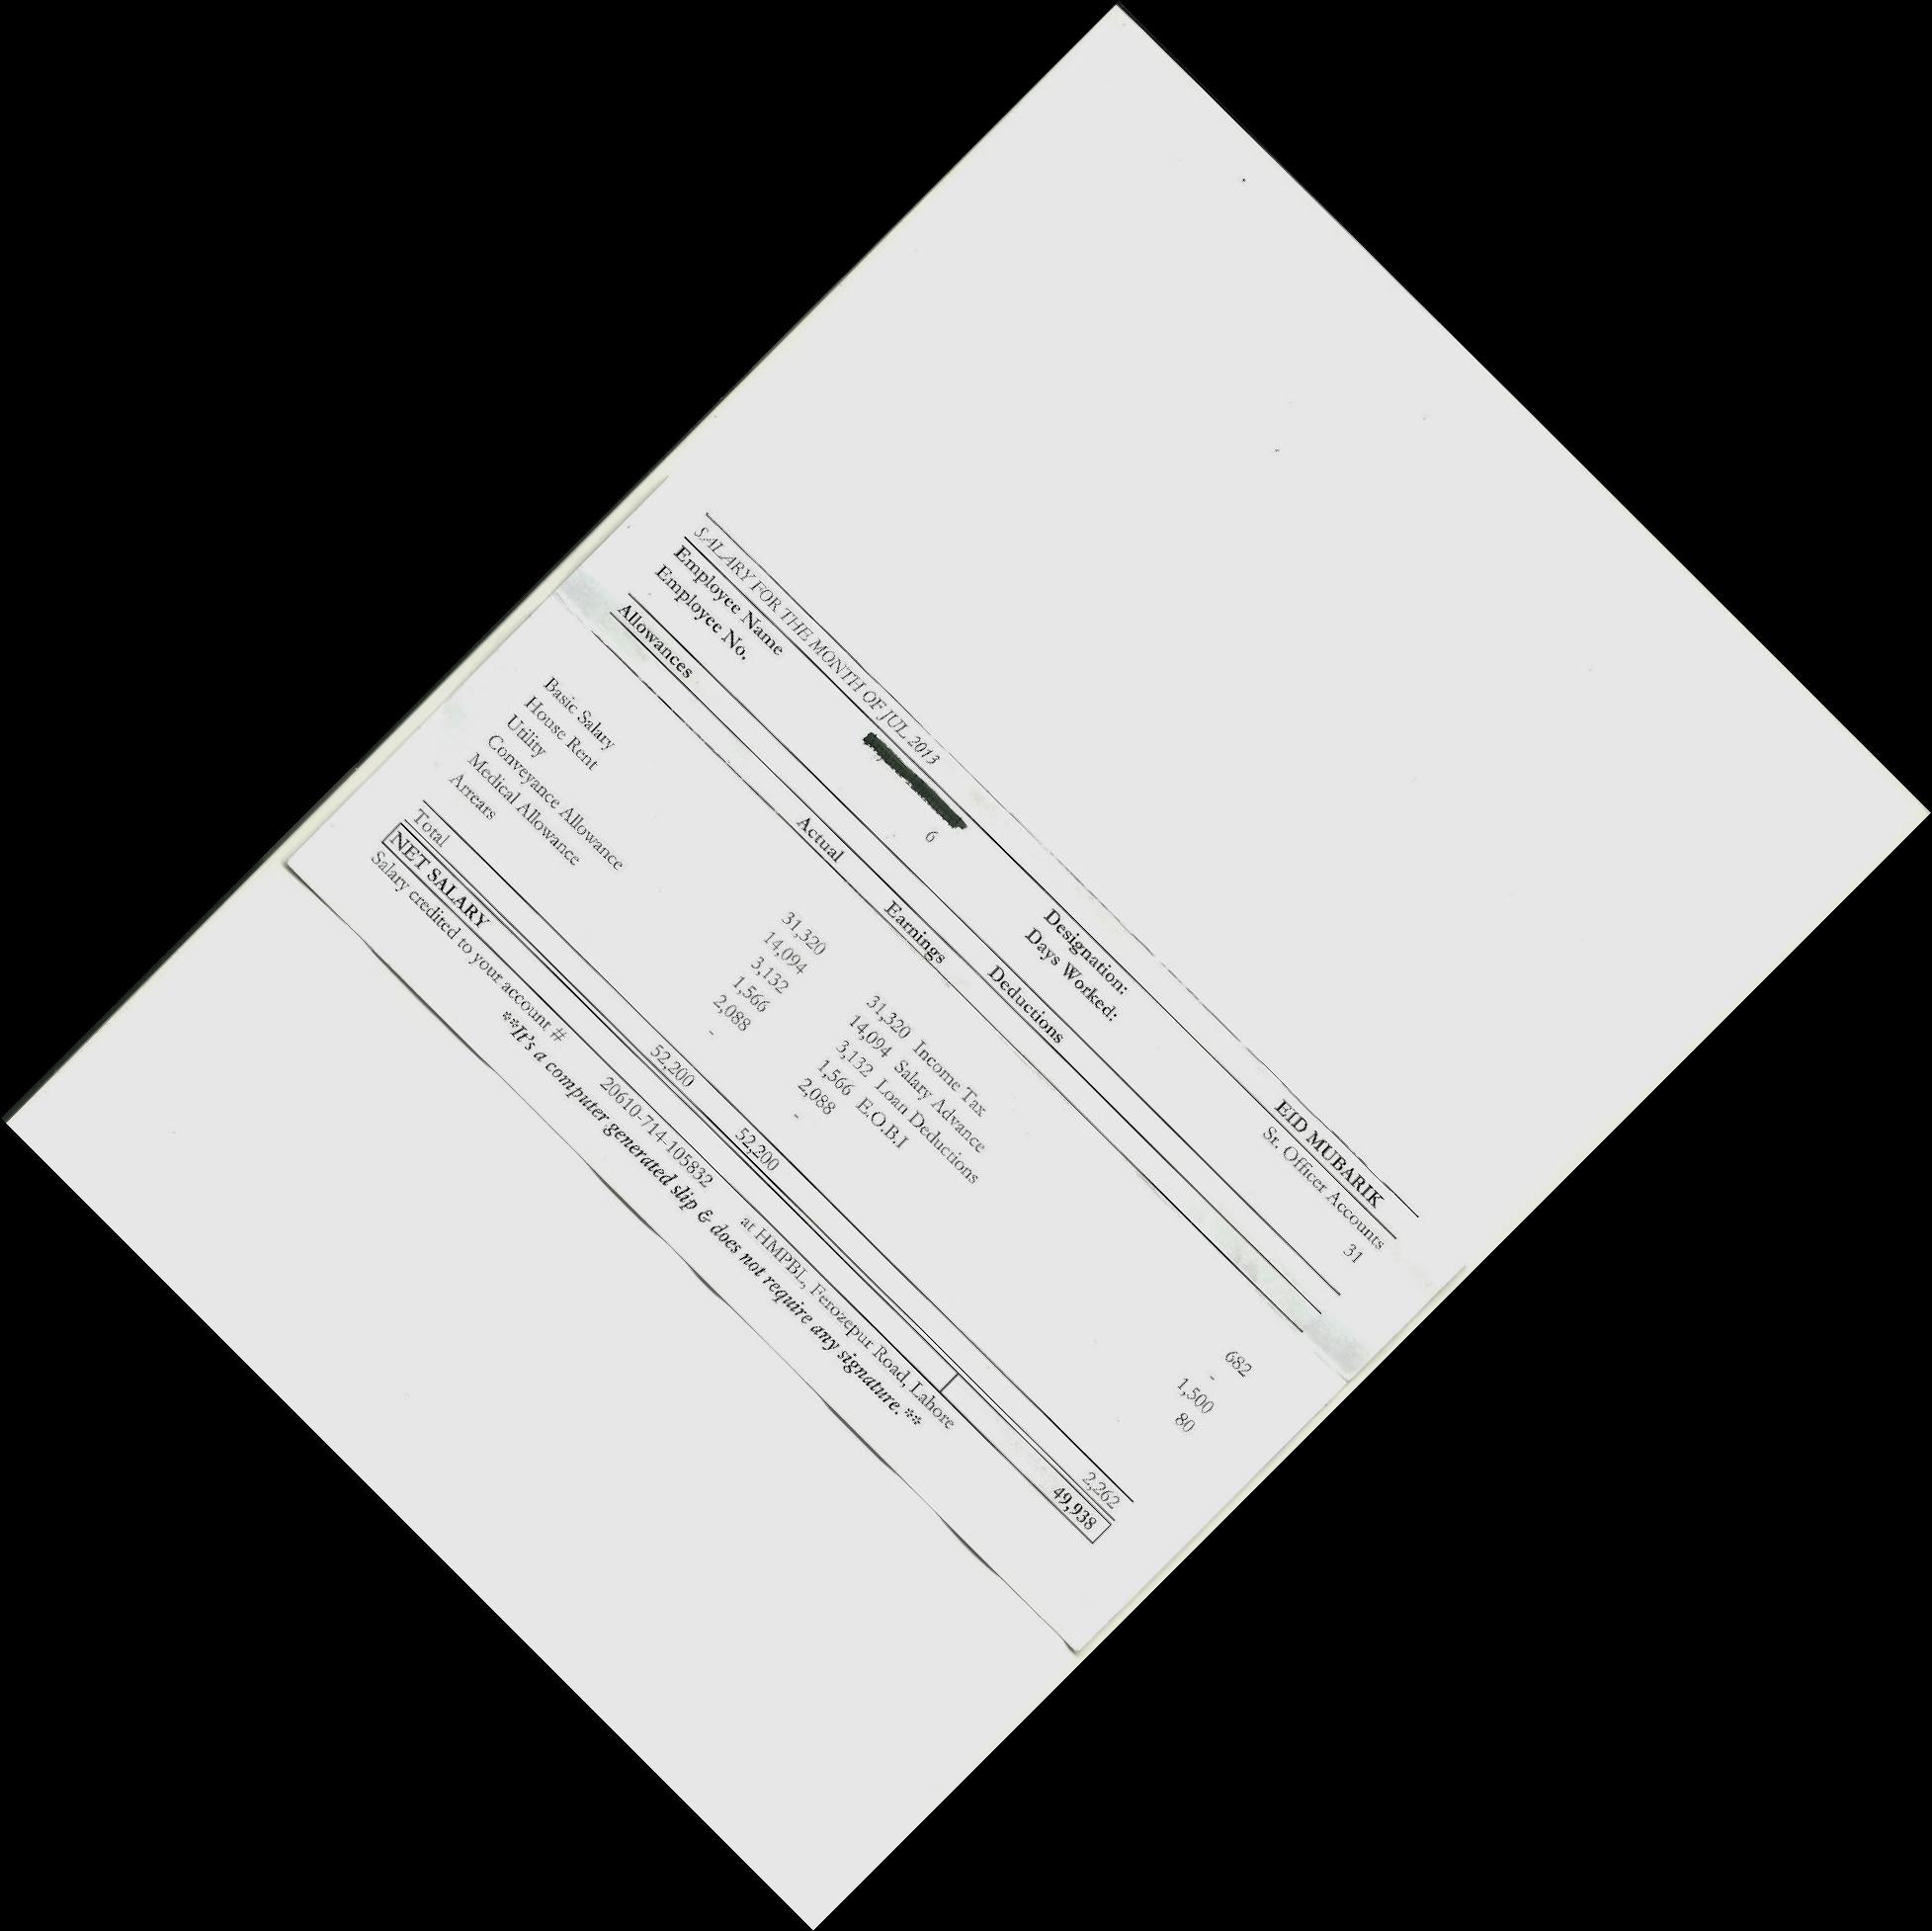 SALARY FOR THE MONTH OF JUL 2013 EID MUBARIK
Employee Name Designation: Sr. Officer Accounts
Employee No. 6 Days Worked: 31
Allowances Actual Earnings Deductions
Basic Salary 31,320 31,320 Income Tax 682
House Rent 14,094 14,094 Salary Advance -
Utility 3,132 3,132 Loan Deductions 1,500
Conveyance Allowance 1,566 1,566 E.O.B.I 80
Medical Allowance 2,088 2,088
Arrears - -
Total 52,200 52,200 2,262
NET SALARY 49,938
Salary credited to your account # 20610-714-105832 at HMPBL, Ferozepur Road, Lahore
**It's a computer generated slip & does not require any signature.**